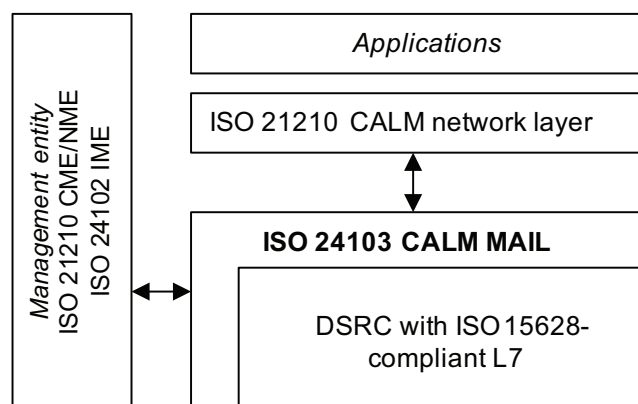 Management entity
ISO 21210 CME/NME
ISO 24102 IME
Applications
ISO 21210 CALM network layer
ISO 24103 CALM MAIL
DSRC with ISO 15628-
compliant L7